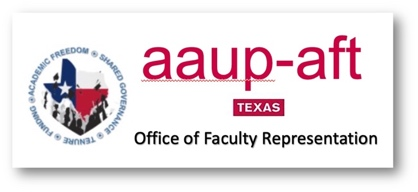 FUNDING ★ ACADEMIC FREEDOM ★ SHARED GOVERNANCE ★ TENURE ★
aaup-aft
TEXAS
Office of Faculty Representation